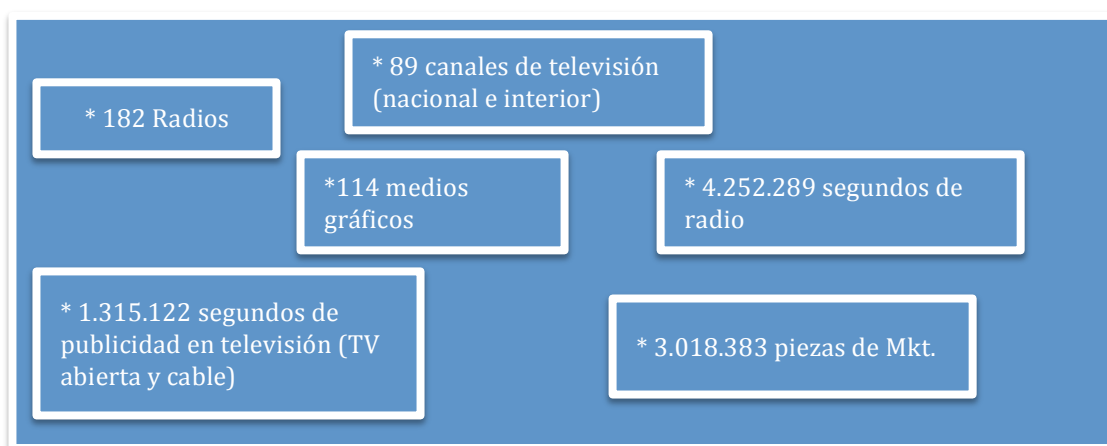 * 89 canales de televisión
(nacional e interior)
* 182 Radios
*114 medios
gráficos
* 4.252.289 segundos de
radio
* 1.315.122 segundos de
publicidad en televisión (TV
abierta y cable)
* 3.018.383 piezas de Mkt.